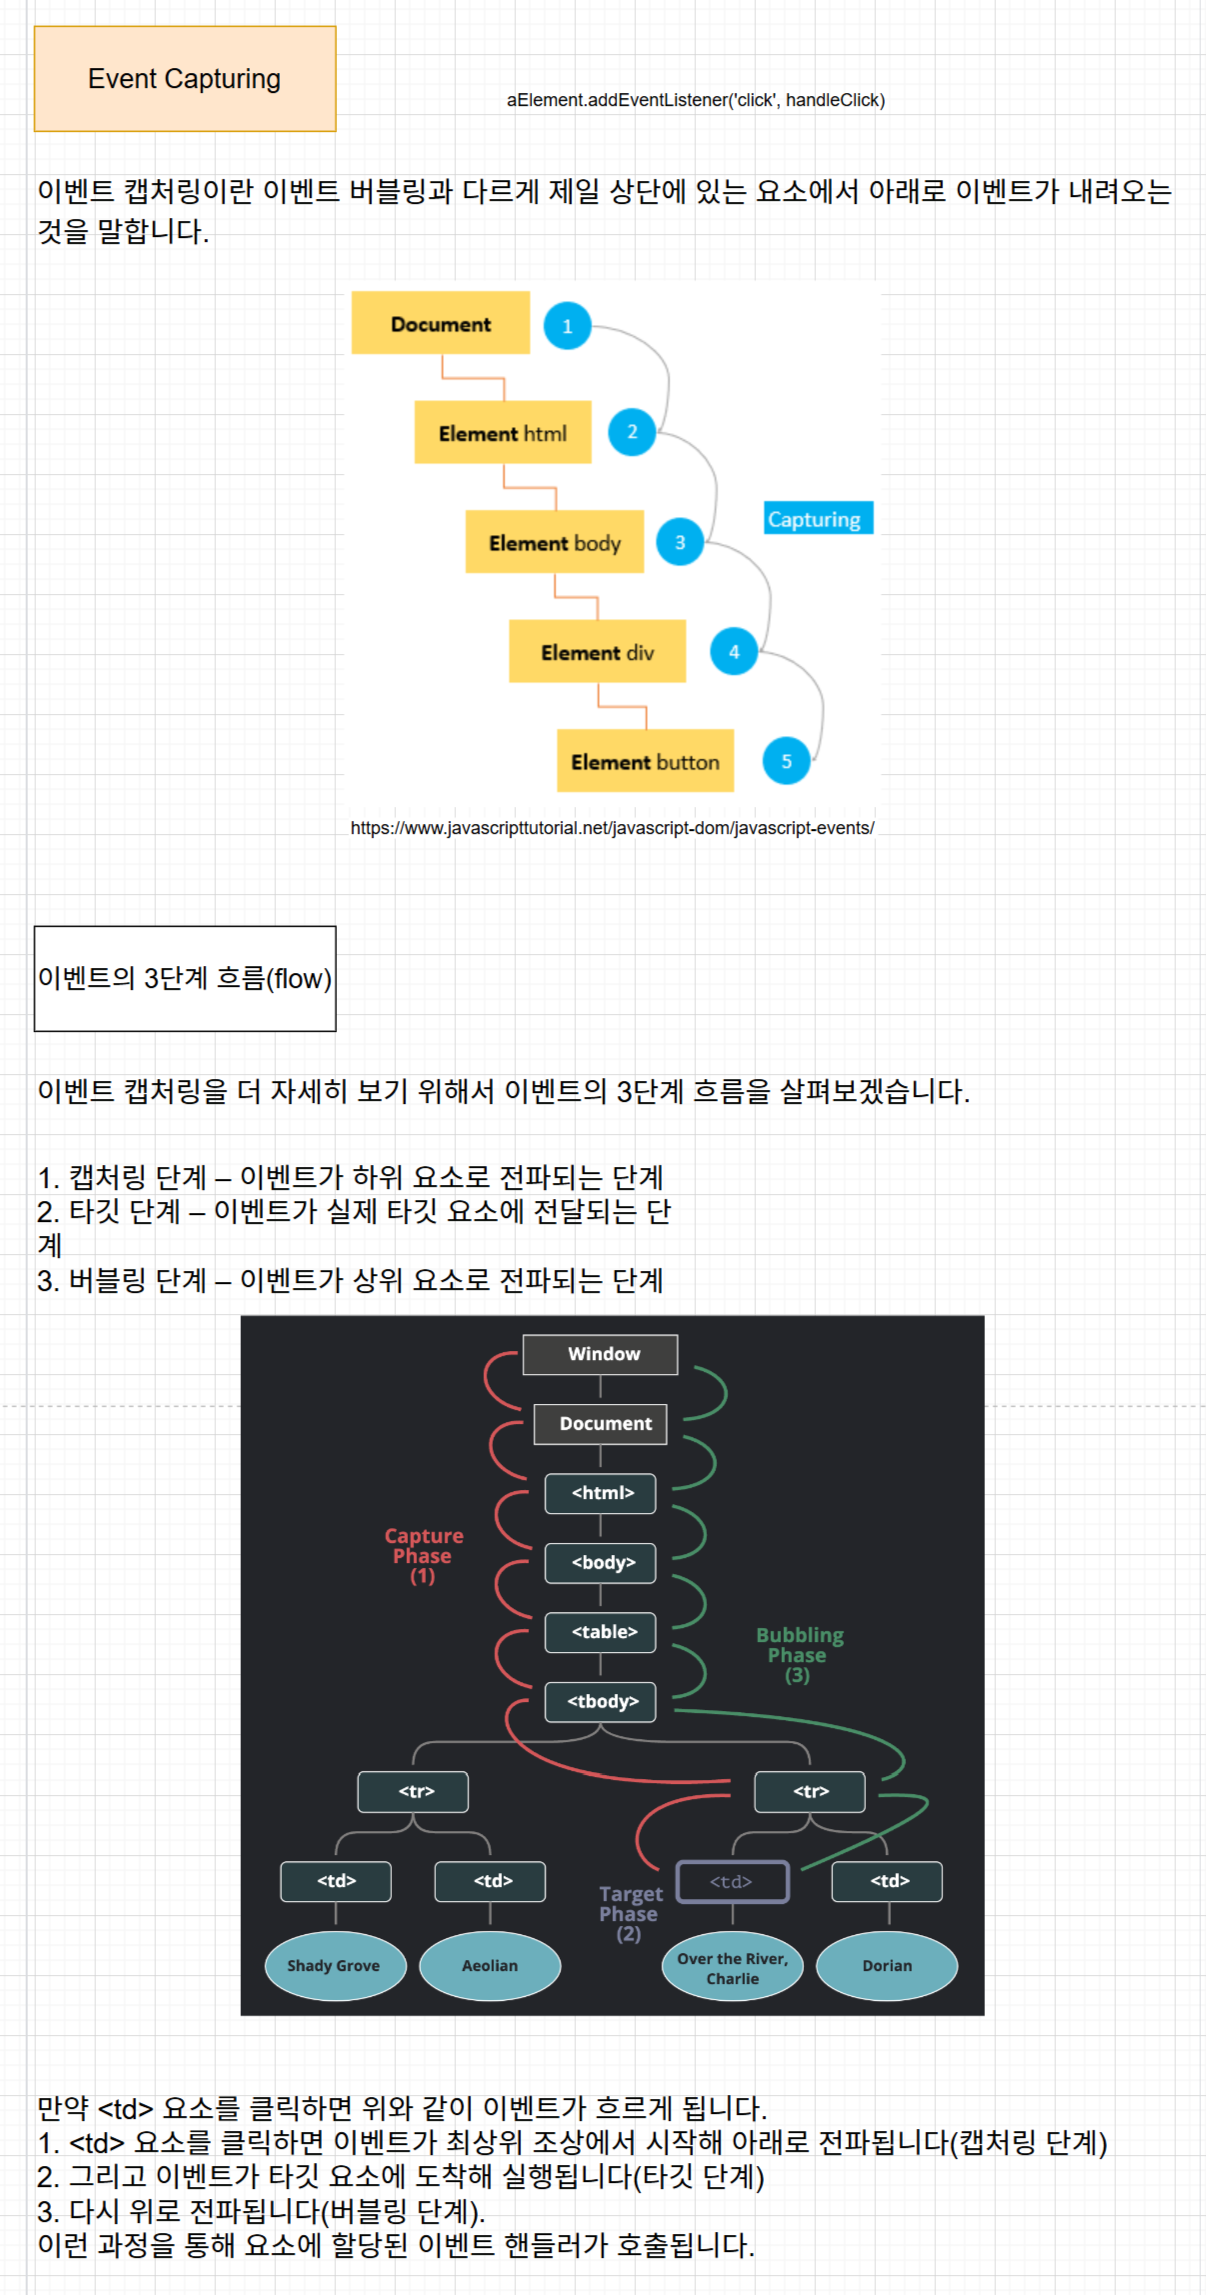 Event Capturing
aElement.addEventListener('click', handleClick)
이벤트 캡처링이란 이벤트 버블링과 다르게 제일 상단에 있는 요소에서 아래로 이벤트가 내려오는
것을 말합니다.
Document
1
Element html
2
Element body
3
Capturing
Element div
4
Element button
5
https://www.javascripttutorial.net/javascript-dom/javascript-events/
이벤트의 3단계 흐름(flow)
이벤트 캡처링을 더 자세히 보기 위해서 이벤트의 3단계 흐름을 살펴보겠습니다.
1. 캡처링 단계 – 이벤트가 하위 요소로 전파되는 단계
2. 타깃 단계 – 이벤트가 실제 타깃 요소에 전달되는 단
계
3. 버블링 단계 – 이벤트가 상위 요소로 전파되는 단계
Window
Document
<html>
Capture
Phase
(1)
<body>
<table>
Bubbling
Phase
(3)
<tbody>
<tr>
<tr>
<td>
<td>
Target
Phase
(2)
<td>
<td>
Shady Grove
Aeolian
Over the River,
Charlie
Dorian
만약 <td> 요소를 클릭하면 위와 같이 이벤트가 흐르게 됩니다.
1. <td> 요소를 클릭하면 이벤트가 최상위 조상에서 시작해 아래로 전파됩니다(캡처링 단계)
2. 그리고 이벤트가 타깃 요소에 도착해 실행됩니다(타깃 단계)
3. 다시 위로 전파됩니다(버블링 단계).
이런 과정을 통해 요소에 할당된 이벤트 핸들러가 호출됩니다.